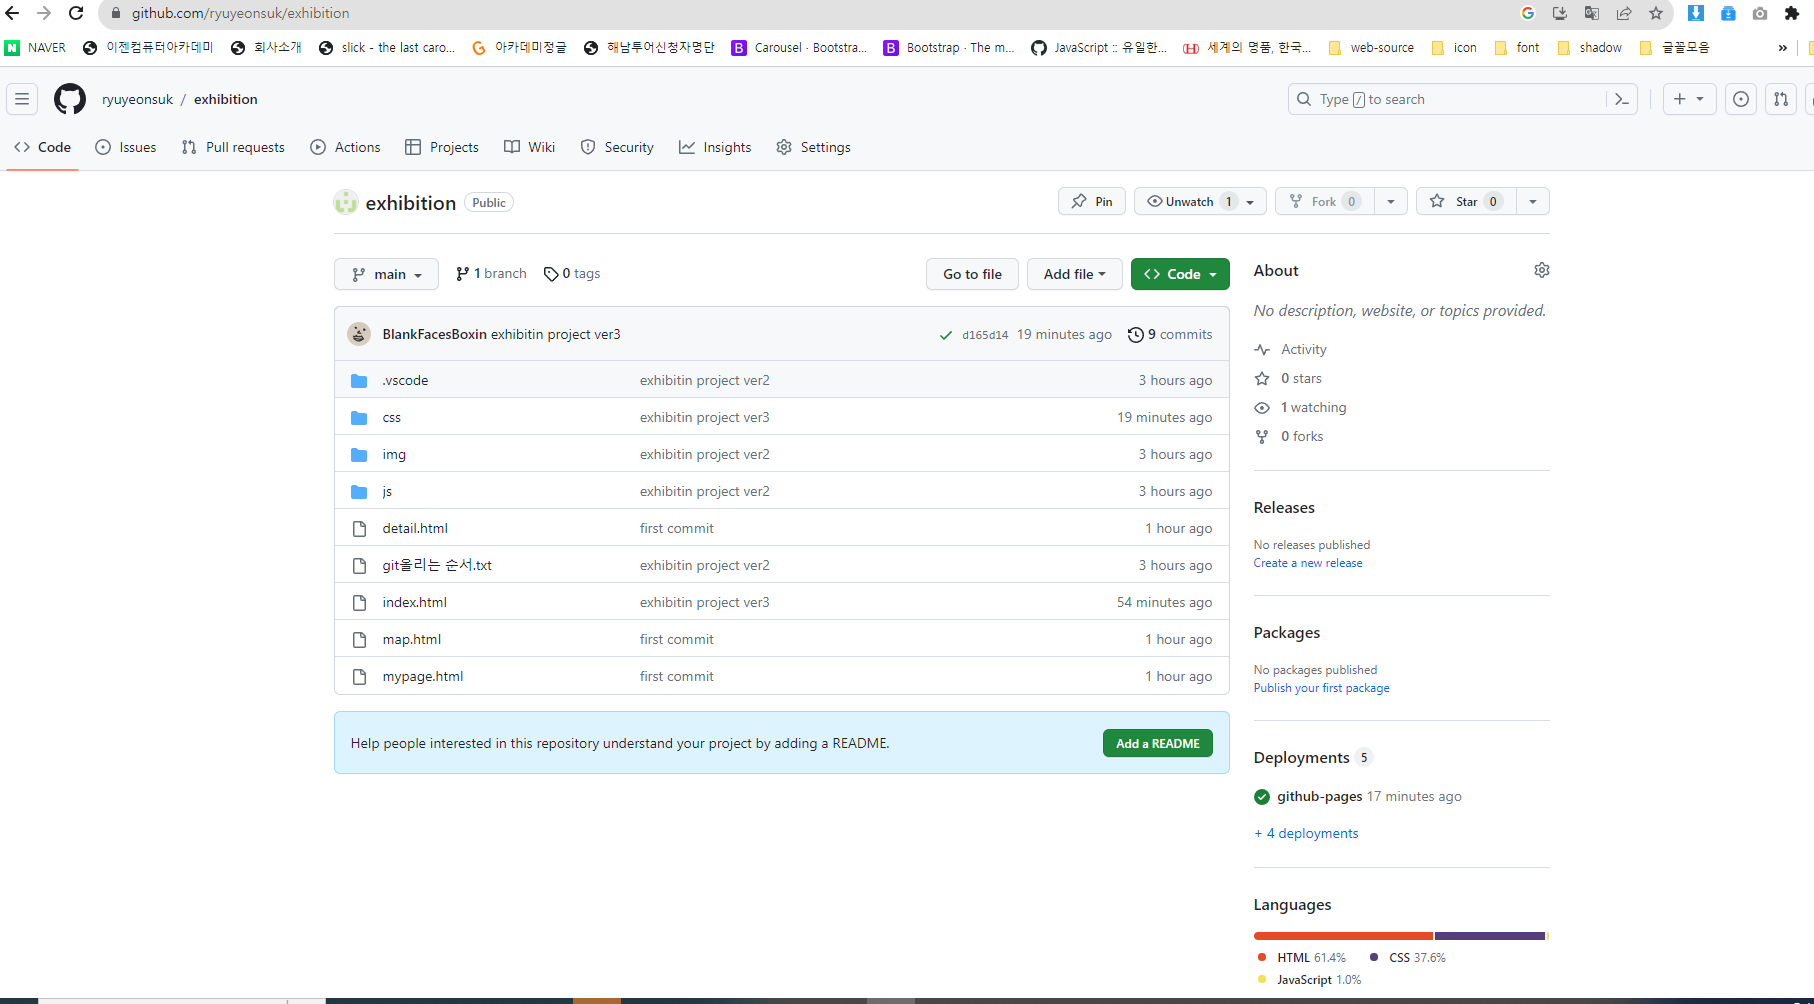 github.com/ryuyeonsuk/exhibition
NAVER 이젠컴퓨터아카데미 회사소개 slick - the last caro... 아카데미정글 해남투어신청자명단 Carousel · Bootstra... Bootstrap · The m... JavaScript :: 유일한... 세계의 명품, 한국... web-source icon font shadow 글꼴모음 »
ryuyeonsuk / exhibition Type / to search
Code Issues Pull requests Actions Projects Wiki Security Insights Settings
exhibition Public Pin Unwatch 1 Fork 0 Star 0
main 1 branch 0 tags Go to file Add file Code
BlankFacesBoxin exhibitin project ver3 d165d14 19 minutes ago 9 commits
.vscode exhibitin project ver2 3 hours ago
css exhibitin project ver3 19 minutes ago
img exhibitin project ver2 3 hours ago
js exhibitin project ver2 3 hours ago
detail.html first commit 1 hour ago
git올리는 순서.txt exhibitin project ver2 3 hours ago
index.html exhibitin project ver3 54 minutes ago
map.html first commit 1 hour ago
mypage.html first commit 1 hour ago
Help people interested in this repository understand your project by adding a README. Add a README
About
No description, website, or topics provided.
Activity
0 stars
1 watching
0 forks
Releases
No releases published
Create a new release
Packages
No packages published
Publish your first package
Deployments 5
github-pages 17 minutes ago
+ 4 deployments
Languages
HTML 61.4% CSS 37.6%
JavaScript 1.0%